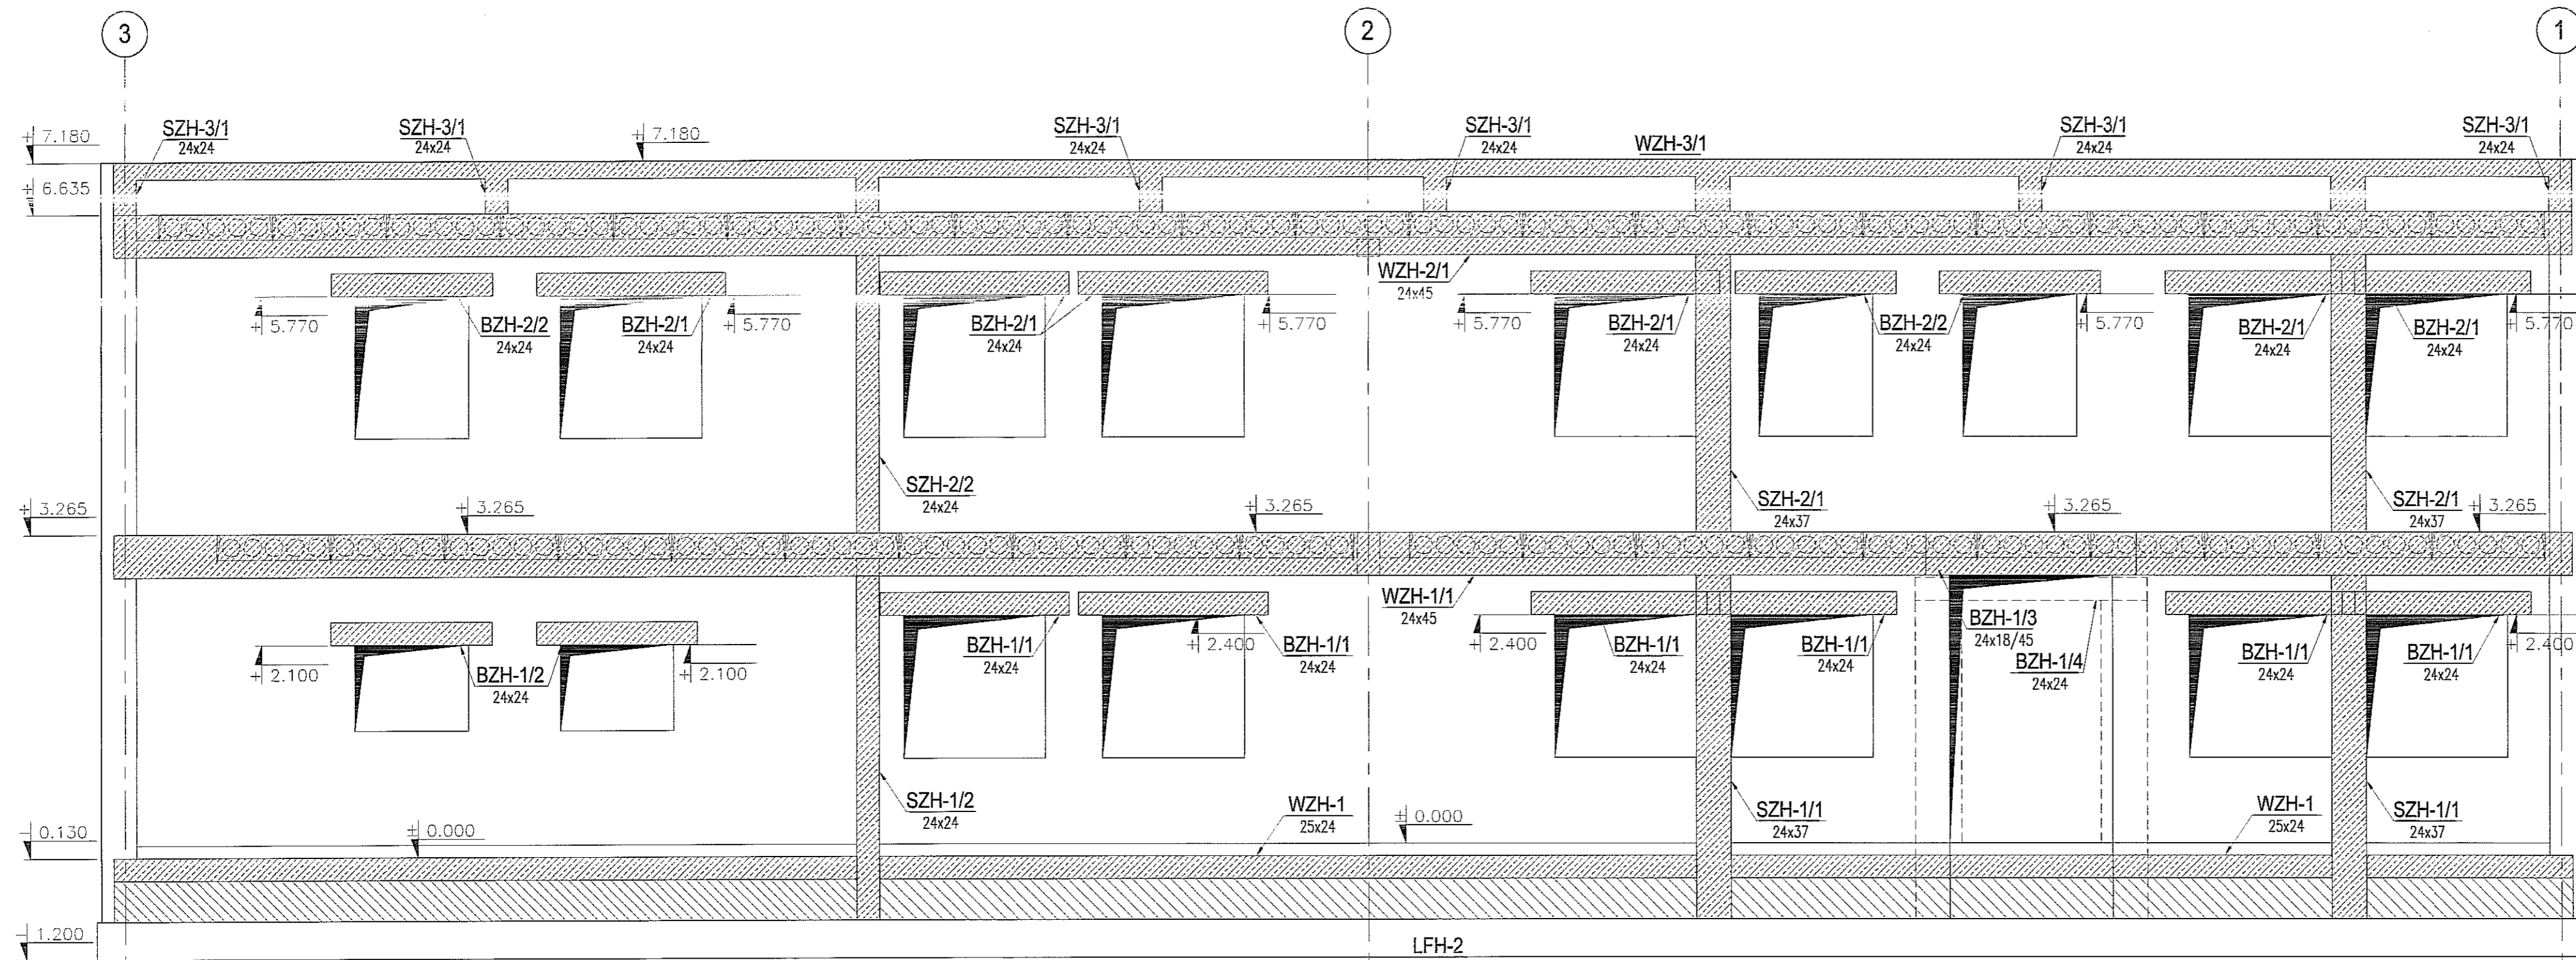 3
2
1
+ 7.180
SZH-3/1
24x24
SZH-3/1
24x24
+ 7.180
SZH-3/1
24x24
SZH-3/1
24x24
WZH-3/1
SZH-3/1
24x24
SZH-3/1
24x24
+ 6.635
WZH-2/1
24x45
+ 5.770
BZH-2/2
24x24
BZH-2/1
24x24
+ 5.770
BZH-2/1
24x24
+ 5.770
+ 5.770
BZH-2/1
24x24
BZH-2/2
24x24
+ 5.770
BZH-2/1
24x24
BZH-2/1
24x24
+ 5.770
SZH-2/2
24x24
SZH-2/1
24x37
SZH-2/1
24x37
+ 3.265
+ 3.265
+ 3.265
+ 3.265
+ 3.265
WZH-1/1
24x45
+ 2.100
BZH-1/2
24x24
+ 2.100
BZH-1/1
24x24
+ 2.400
BZH-1/1
24x24
+ 2.400
BZH-1/1
24x24
BZH-1/1
24x24
BZH-1/3
24x18/45
BZH-1/4
24x24
BZH-1/1
24x24
BZH-1/1
24x24
+ 2.400
SZH-1/2
24x24
WZH-1
25x24
± 0.000
SZH-1/1
24x37
WZH-1
25x24
SZH-1/1
24x37
- 0.130
± 0.000
- 1.200
LFH-2